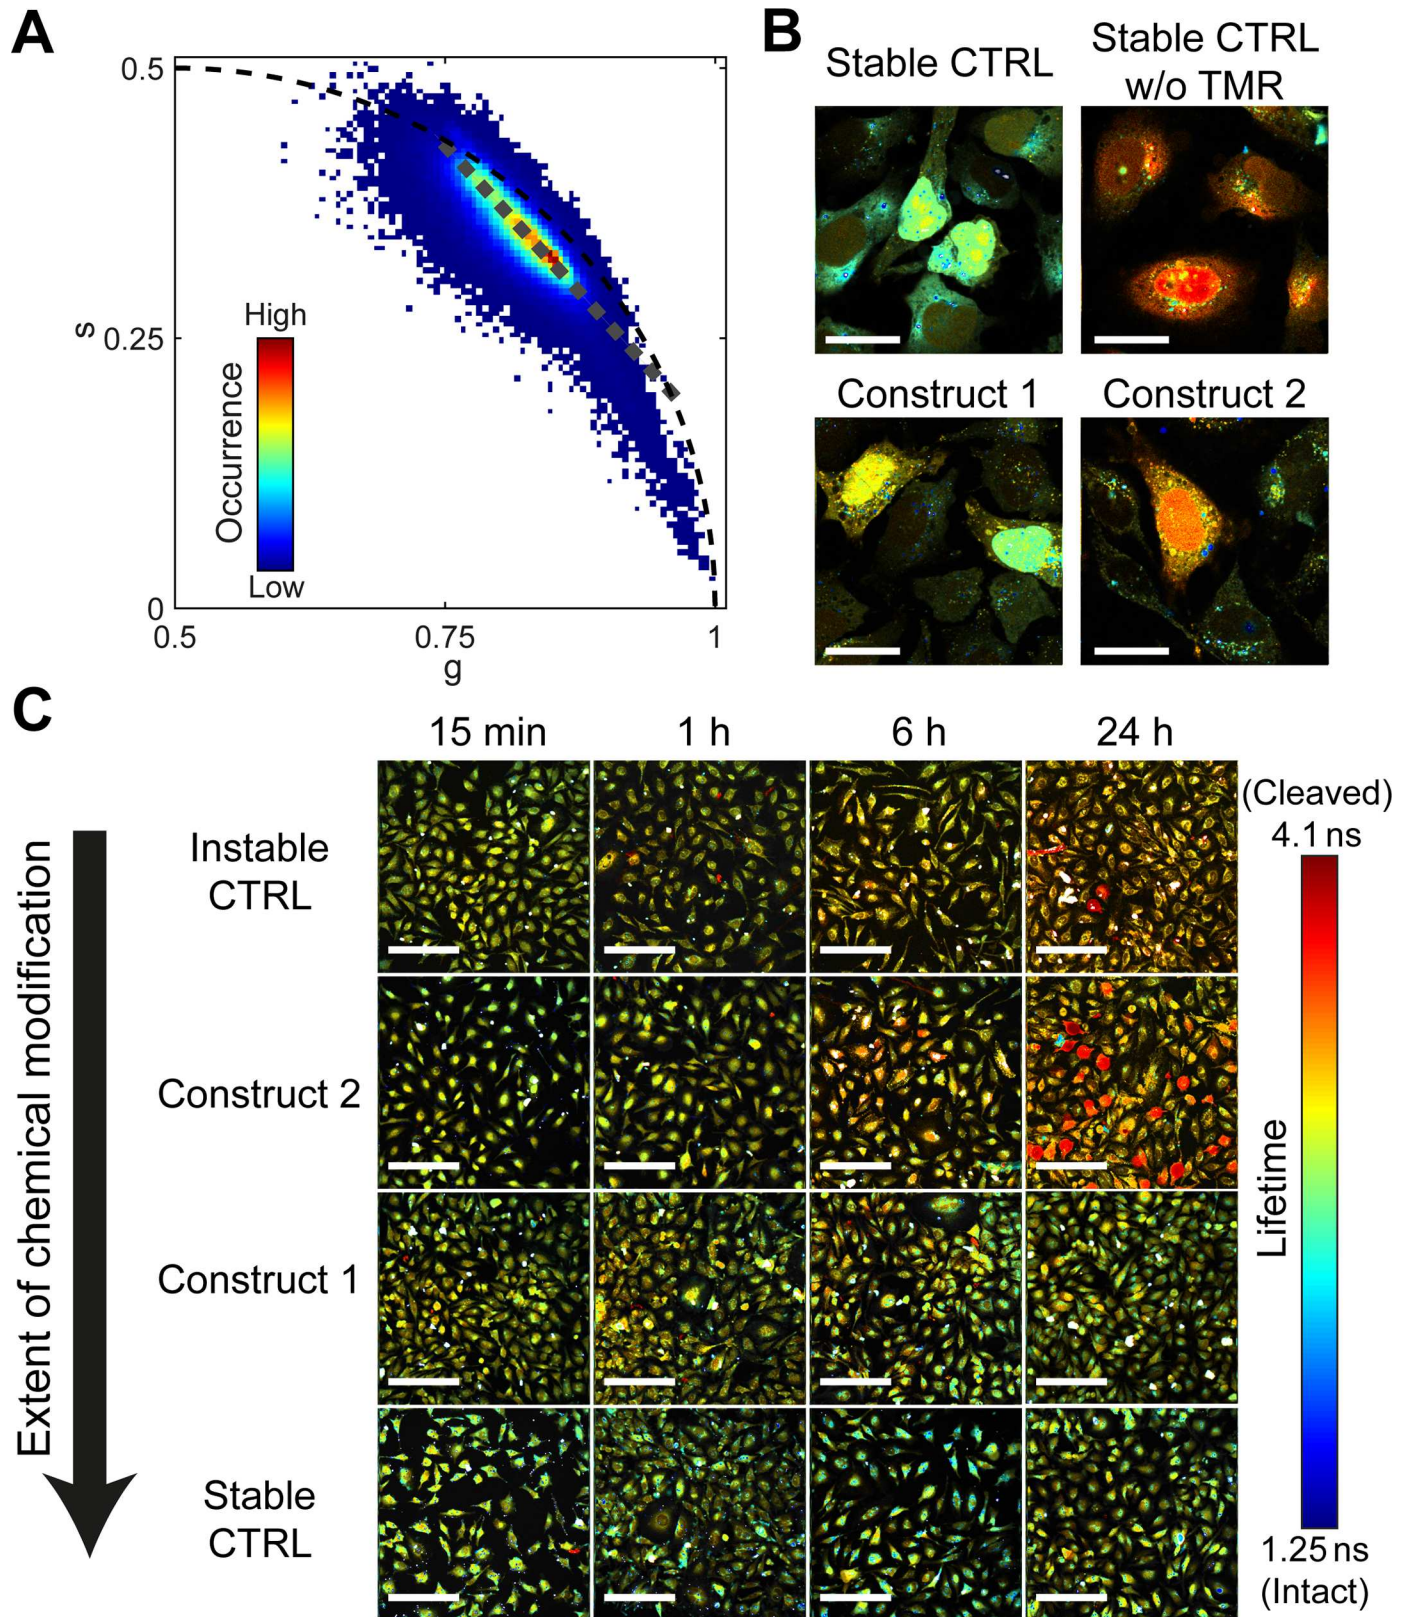 A
0.5
s
0.25
0
0.5
0.75
1
g
High
Occurrence
Low
B
Stable CTRL
Stable CTRL
w/o TMR
Construct 1
Construct 2
C
15 min
1 h
6 h
24 h
Extent of chemical modification
Instable
CTRL
Construct 2
Construct 1
Stable
CTRL
(Cleaved)
4.1 ns
Lifetime
1.25 ns
(Intact)